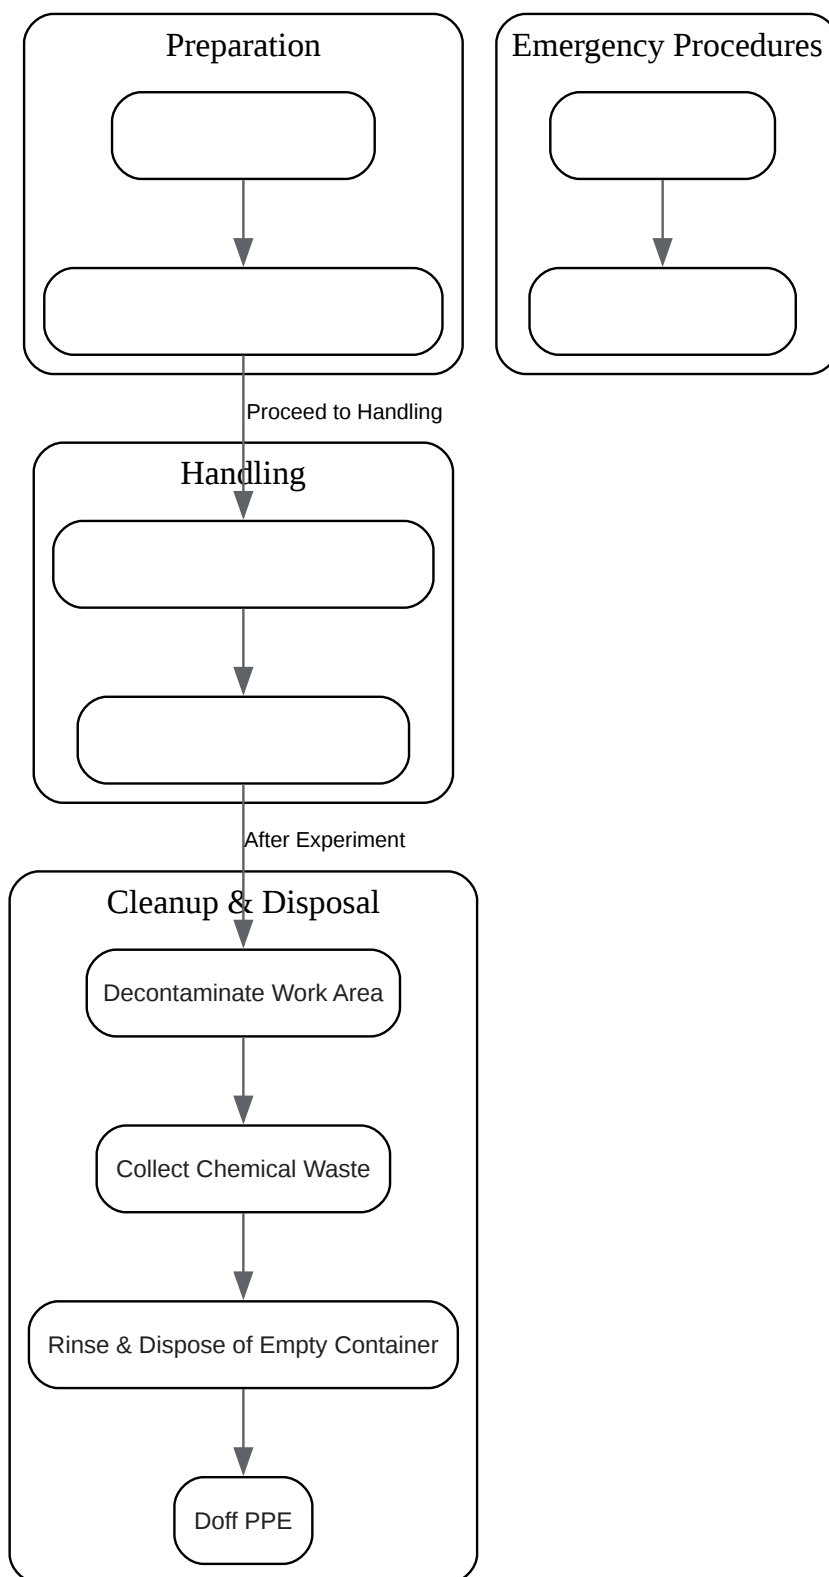 Preparation
Emergency Procedures
Proceed to Handling
Handling
After Experiment
Cleanup & Disposal
Decontaminate Work Area
Collect Chemical Waste
Rinse & Dispose of Empty Container
Doff PPE